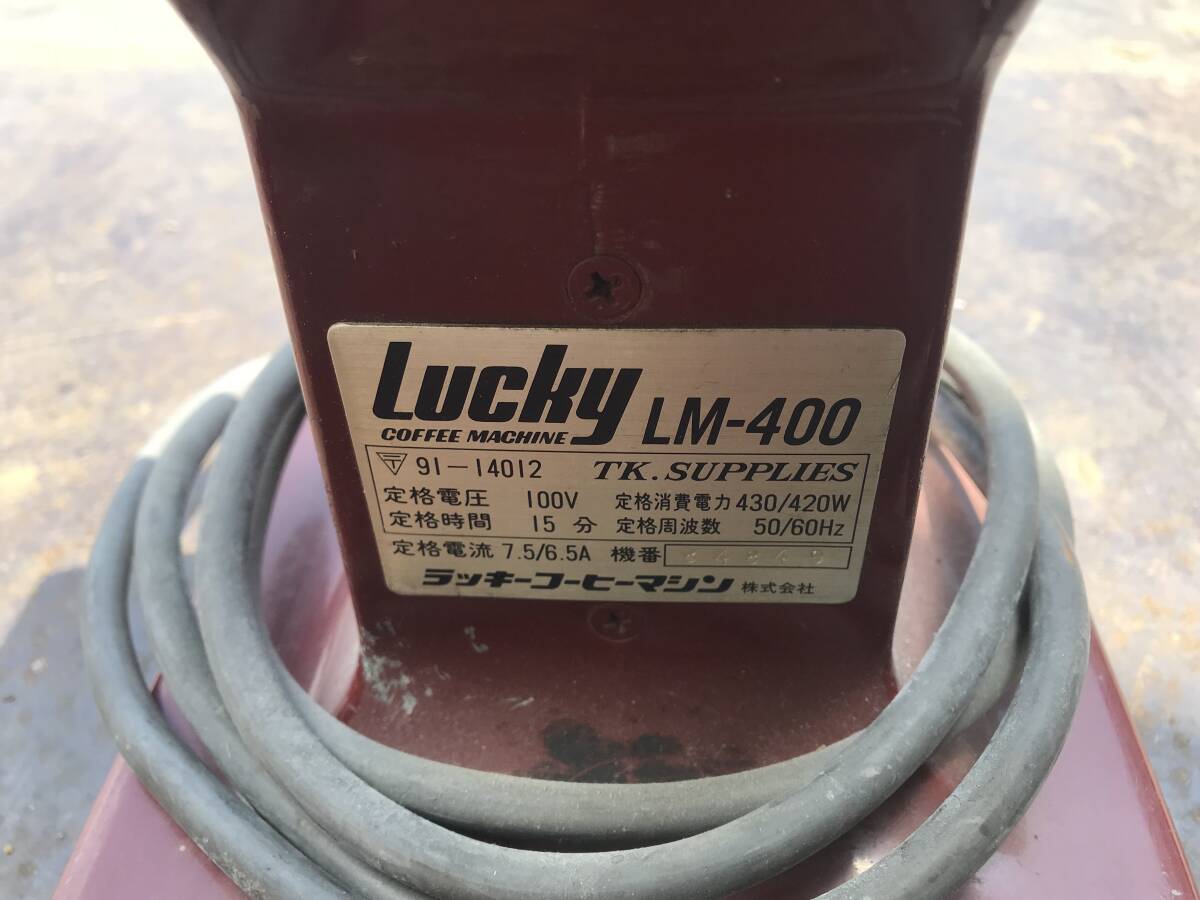 Lucky LM-400
COFFEE MACHINE
〒 91-14012 TK. SUPPLIES
定格電圧 100V 定格消費電力 430/420W
定格時間 15 分 定格周波数 50/60Hz
定格電流 7.5/6.5A 機番
ラッキーコーヒーマシン 株式会社